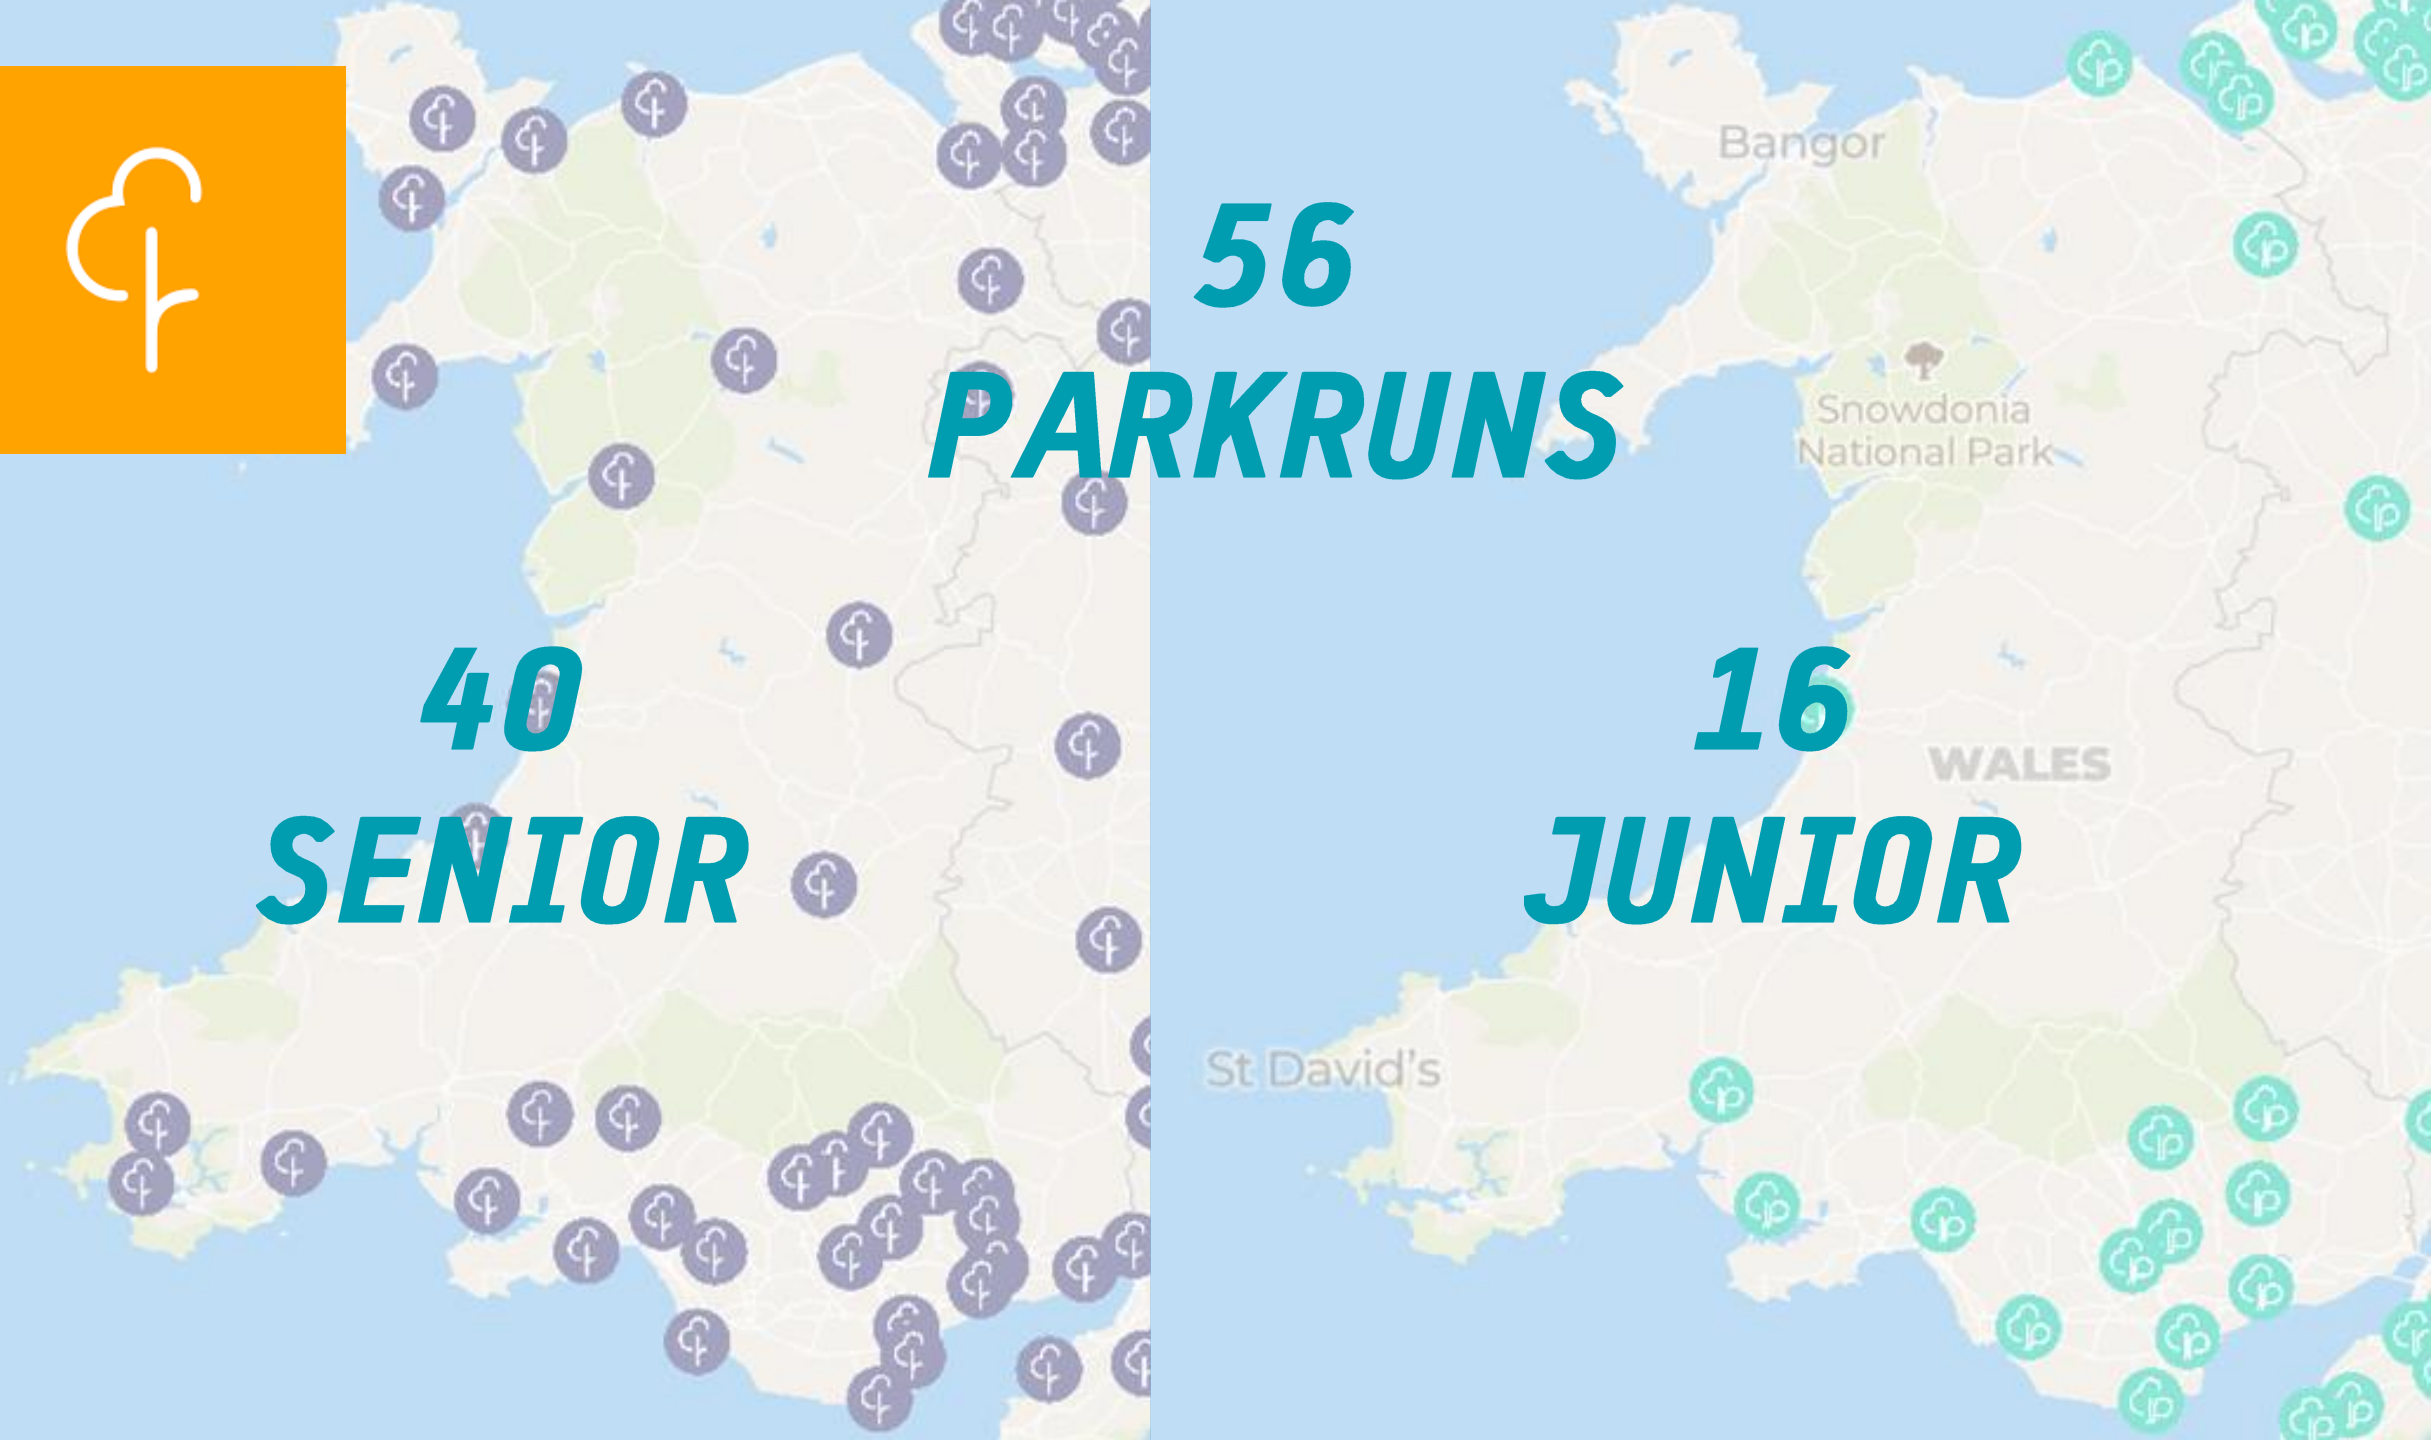 56
PARKRUNS
40
SENIOR
16
JUNIOR
Bangor
Snowdonia
National Park
WALES
St David's